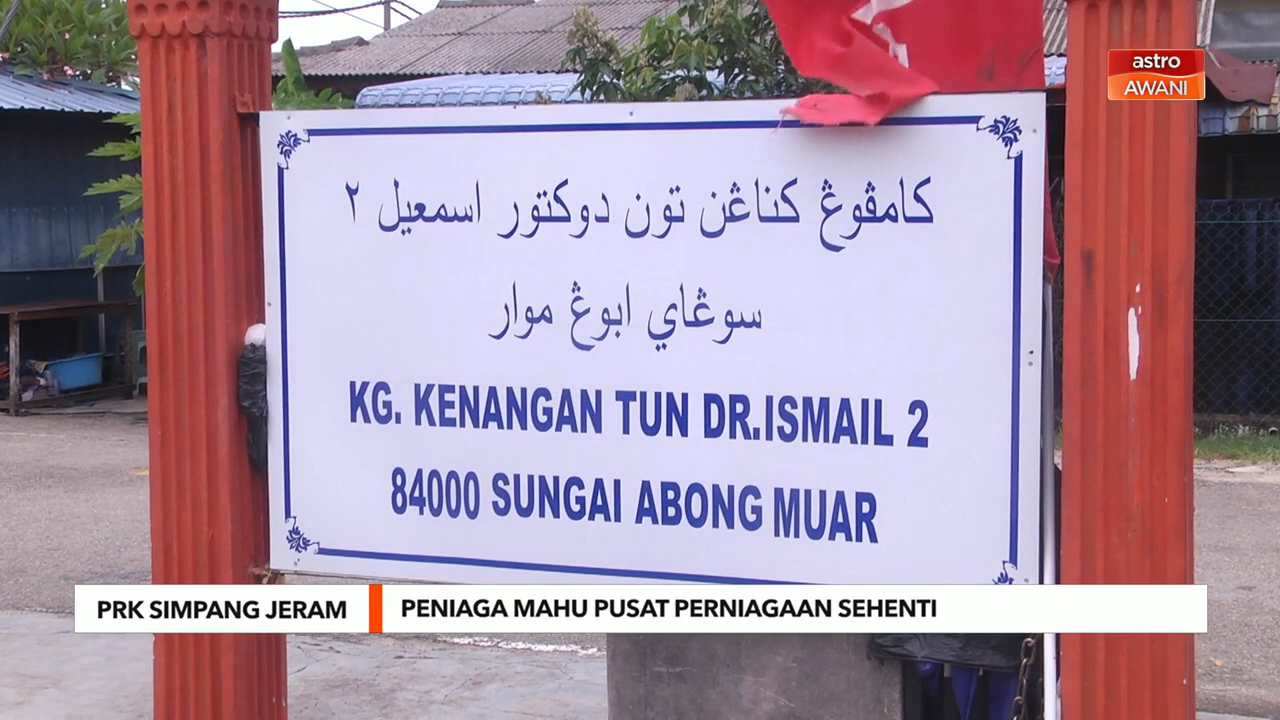 astro
AWANI
کامڤوڠ کناڠن تون دوکتور اسمعيل ٢
سوڠاي ابوڠ موار
KG. KENANGAN TUN DR.ISMAIL 2
84000 SUNGAI ABONG MUAR
PRK SIMPANG JERAM
PENIAGA MAHU PUSAT PERNIAGAAN SEHENTI